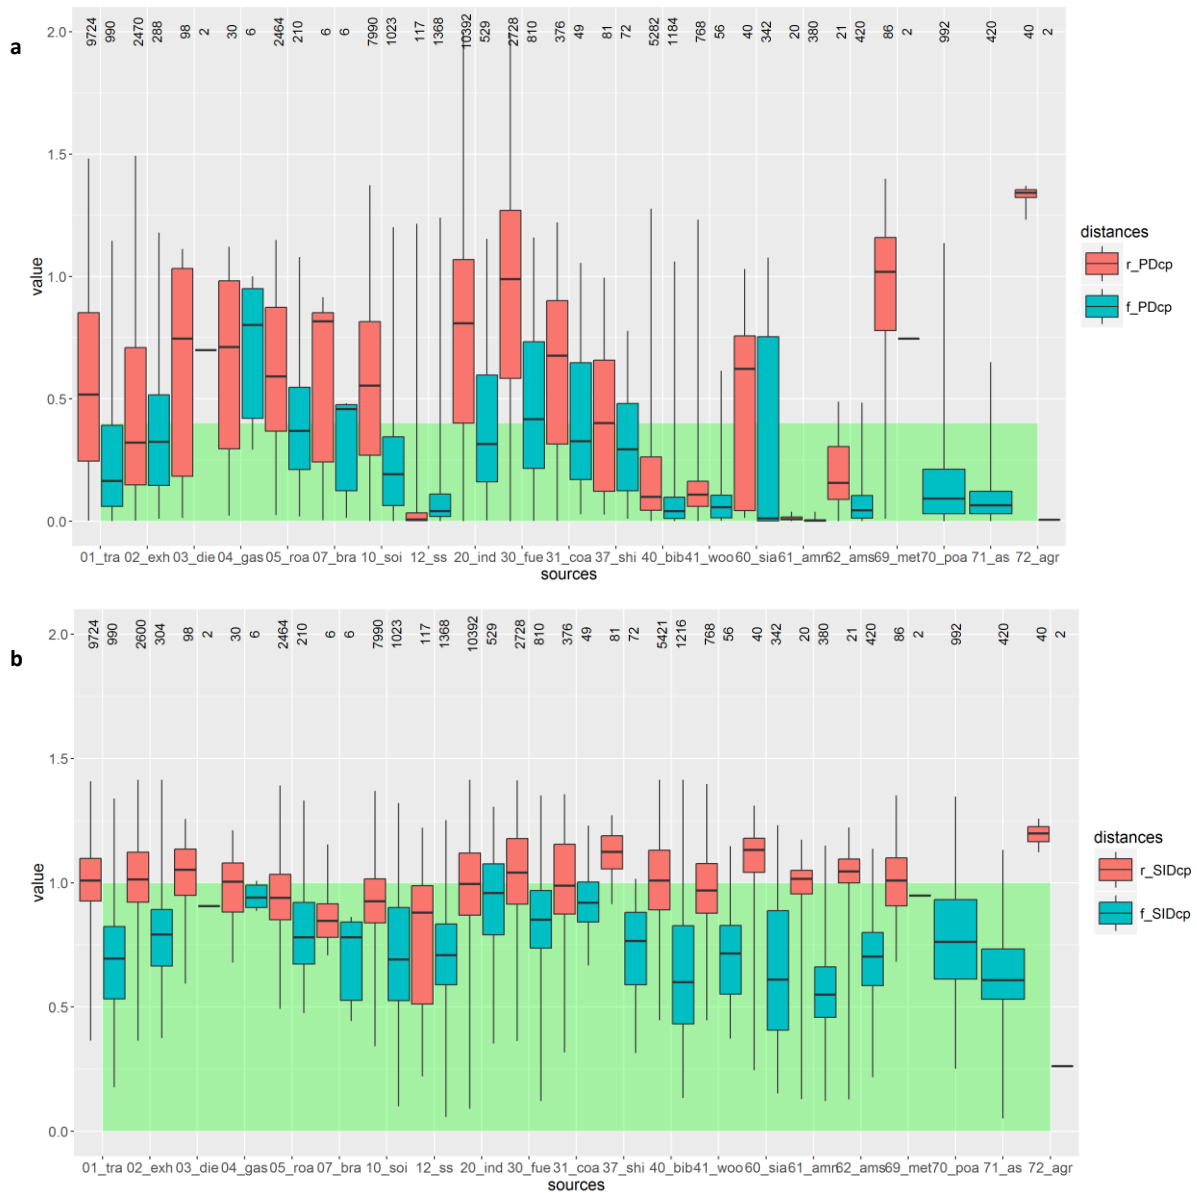 a
9724 990 2470 288 98 2 30 6 2464 210 6 6 7990 1023 117 1368 10392 529 2728 810 376 49 81 72 5282 1184 768 56 40 342 20 380 21 420 86 2 992 420 40 2
2.0
1.5
1.0
0.5
0.0
value
01_tra 02_exh 03_die 04_gas 05_roa 07_bra 10_soi 12_ss 20_ind 30_fue 31_coa 37_shi 40_bib 41_woo 60_sia 61_amr 62_ams 69_met 70_poa 71_as 72_agr
sources
distances
r_PDcp
f_PDcp
b
9724 990 2600 304 98 2 30 6 2464 210 6 6 7990 1023 117 1368 10392 529 2728 810 376 49 81 72 5421 1216 768 56 40 342 20 380 21 420 86 2 992 420 40 2
2.0
1.5
1.0
0.5
0.0
value
01_tra 02_exh 03_die 04_gas 05_roa 07_bra 10_soi 12_ss 20_ind 30_fue 31_coa 37_shi 40_bib 41_woo 60_sia 61_amr 62_ams 69_met 70_poa 71_as 72_agr
sources
distances
r_SIDcp
f_SIDcp